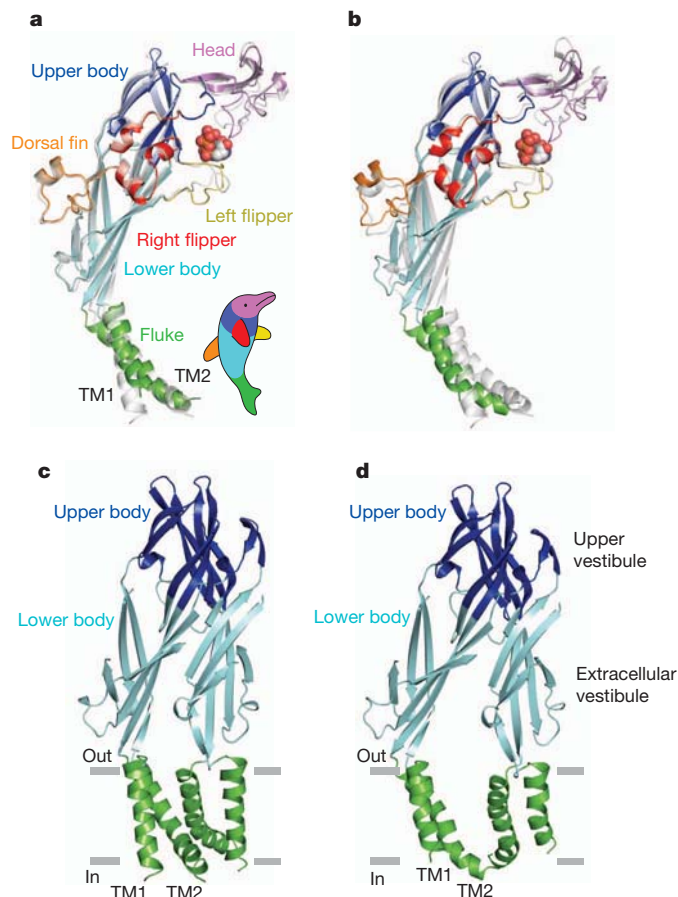 a
Head
Upper body
Dorsal fin
Left flipper
Right flipper
Lower body
Fluke
TM1
TM2
b
c
Upper body
Lower body
Out
In
TM1
TM2
d
Upper body
Upper
vestibule
Lower body
Extracellular
vestibule
Out
In
TM1
TM2